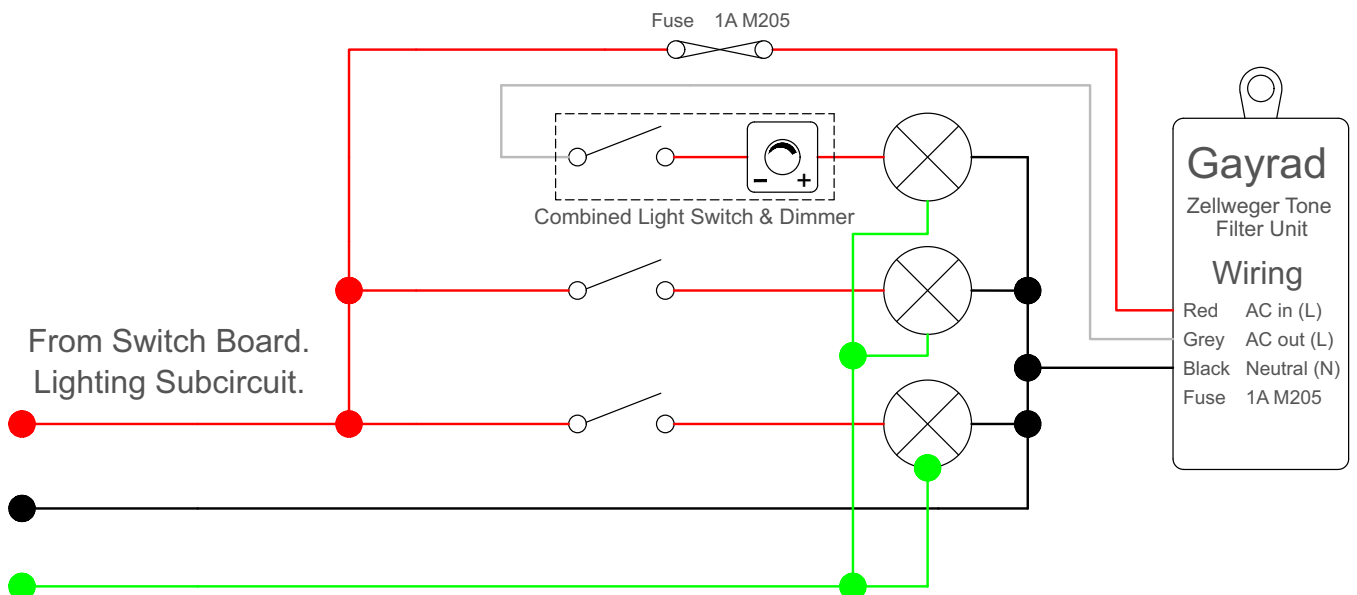 Fuse 1A M205
Combined Light Switch & Dimmer
From Switch Board.
Lighting Subcircuit.
Gayrad
Zellweger Tone
Filter Unit
Wiring
Red AC in (L)
Grey AC out (L)
Black Neutral (N)
Fuse 1A M205